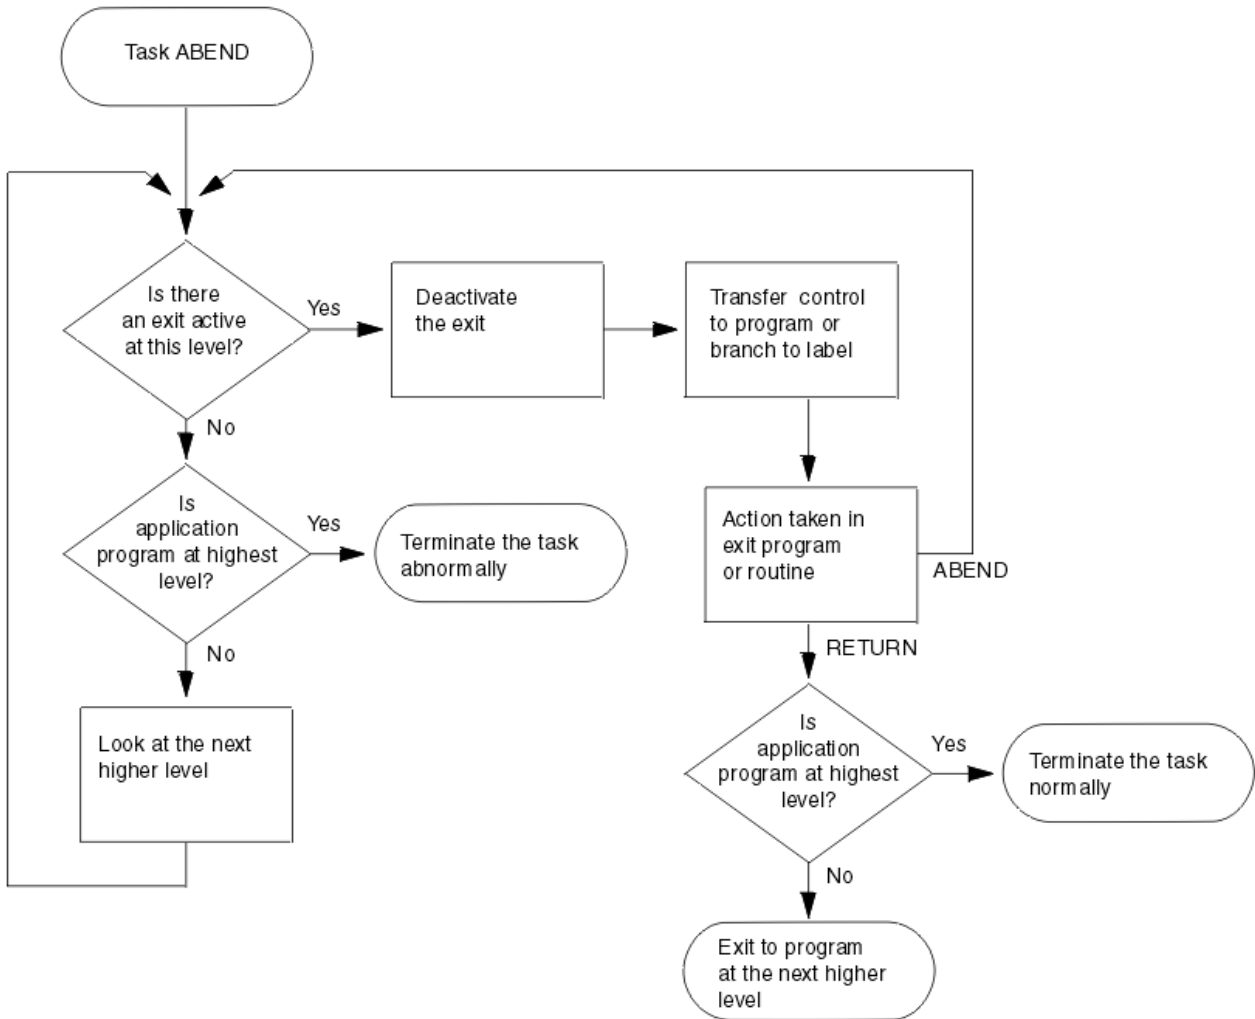 Task ABEND
Is there
an exit active
at this level?
Yes
Deactivate
the exit
Transfer control
to program or
branch to label
No
Is
application
program at highest
level?
Yes
Terminate the task
abnormally
Action taken in
exit program
or routine
ABEND
No
RETURN
Look at the next
higher level
Is
application
program at highest
level?
Yes
Terminate the task
normally
No
Exit to program
at the next higher
level